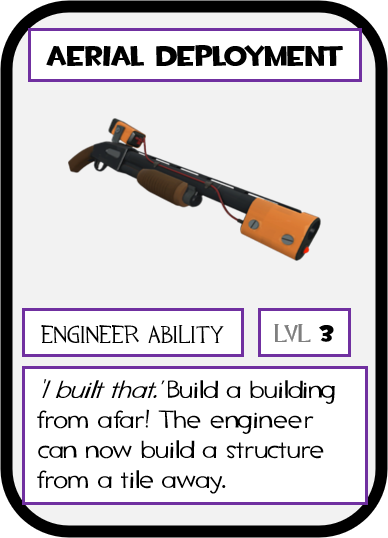 AERIAL DEPLOYMENT
ENGINEER ABILITY
LVL 3
'I built that.' Build a building
from afar! The engineer
can now build a structure
from a tile away.